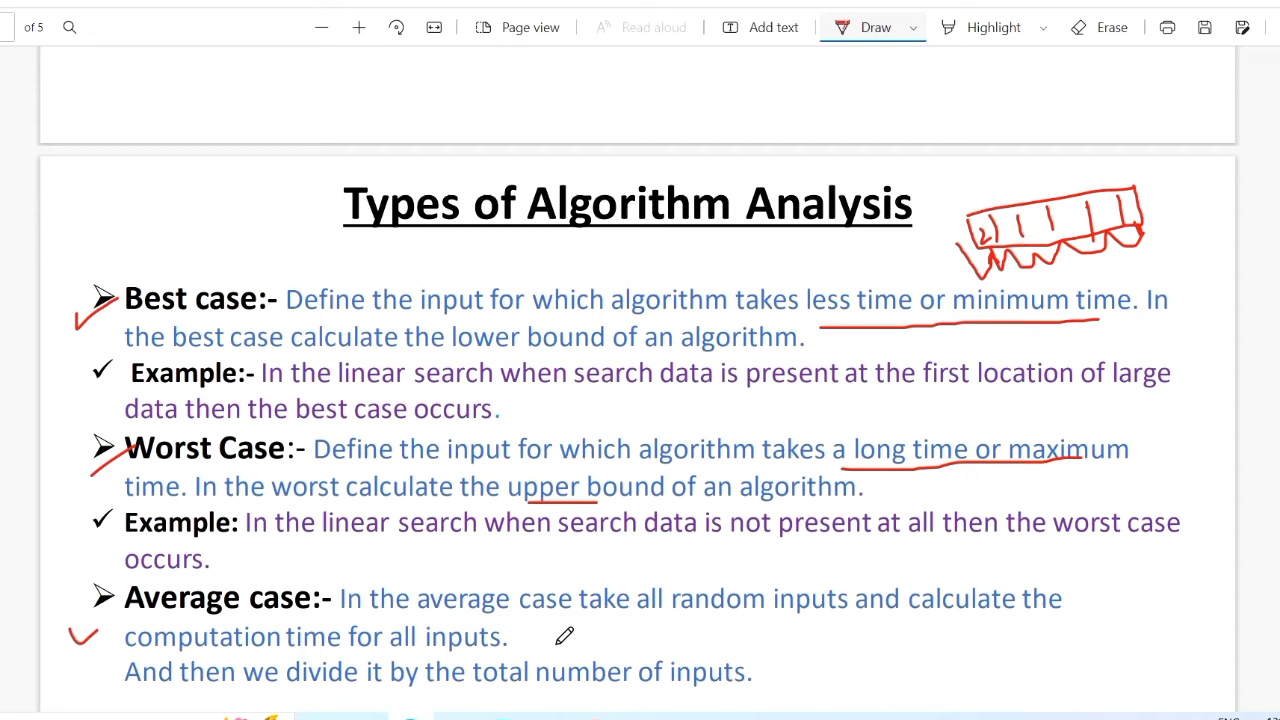 of 5
Page view
Read aloud
Add text
Draw
Highlight
Erase
Types of Algorithm Analysis
2
➤ Best case:- Define the input for which algorithm takes less time or minimum time. In
the best case calculate the lower bound of an algorithm.
✓ Example:- In the linear search when search data is present at the first location of large
data then the best case occurs.
➤ Worst Case:- Define the input for which algorithm takes a long time or maximum
time. In the worst calculate the upper bound of an algorithm.
✓ Example: In the linear search when search data is not present at all then the worst case
occurs.
➤ Average case:- In the average case take all random inputs and calculate the
computation time for all inputs.
And then we divide it by the total number of inputs.